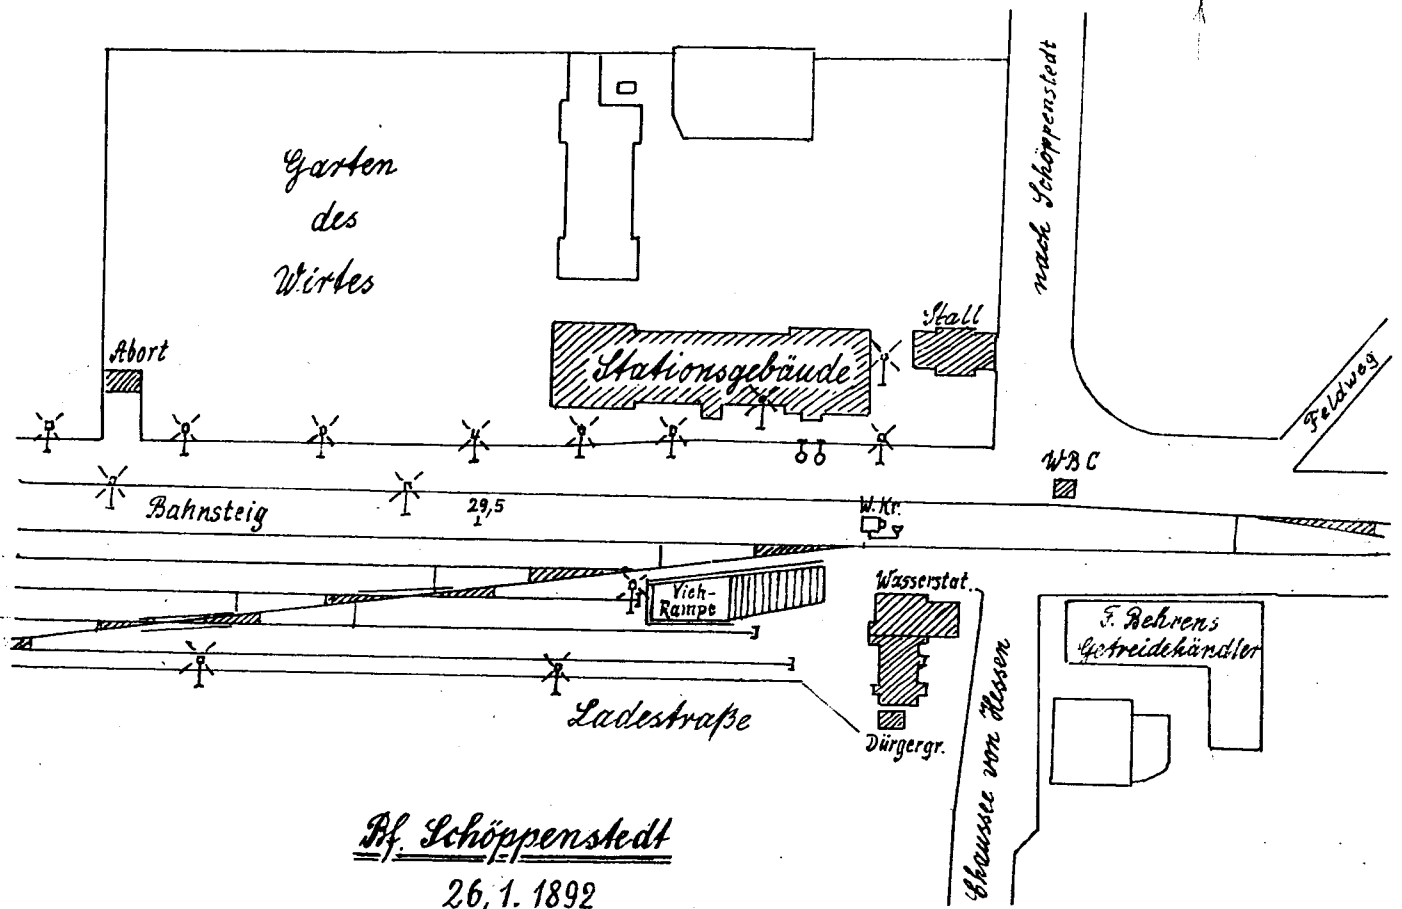 nach Schöppenstedt
Garten
des
Wirtes
Stall
Abort
Stationsgebäude
Feldweg
WBC
Bahnsteig
29,5
W.Kr.
Vieh-
Rampe
Wasserstat.
F. Behrens
Getreidehändler
Ladestraße
Dürgergr.
Chaussee von Hessen
Bf. Schöppenstedt
26,1. 1892